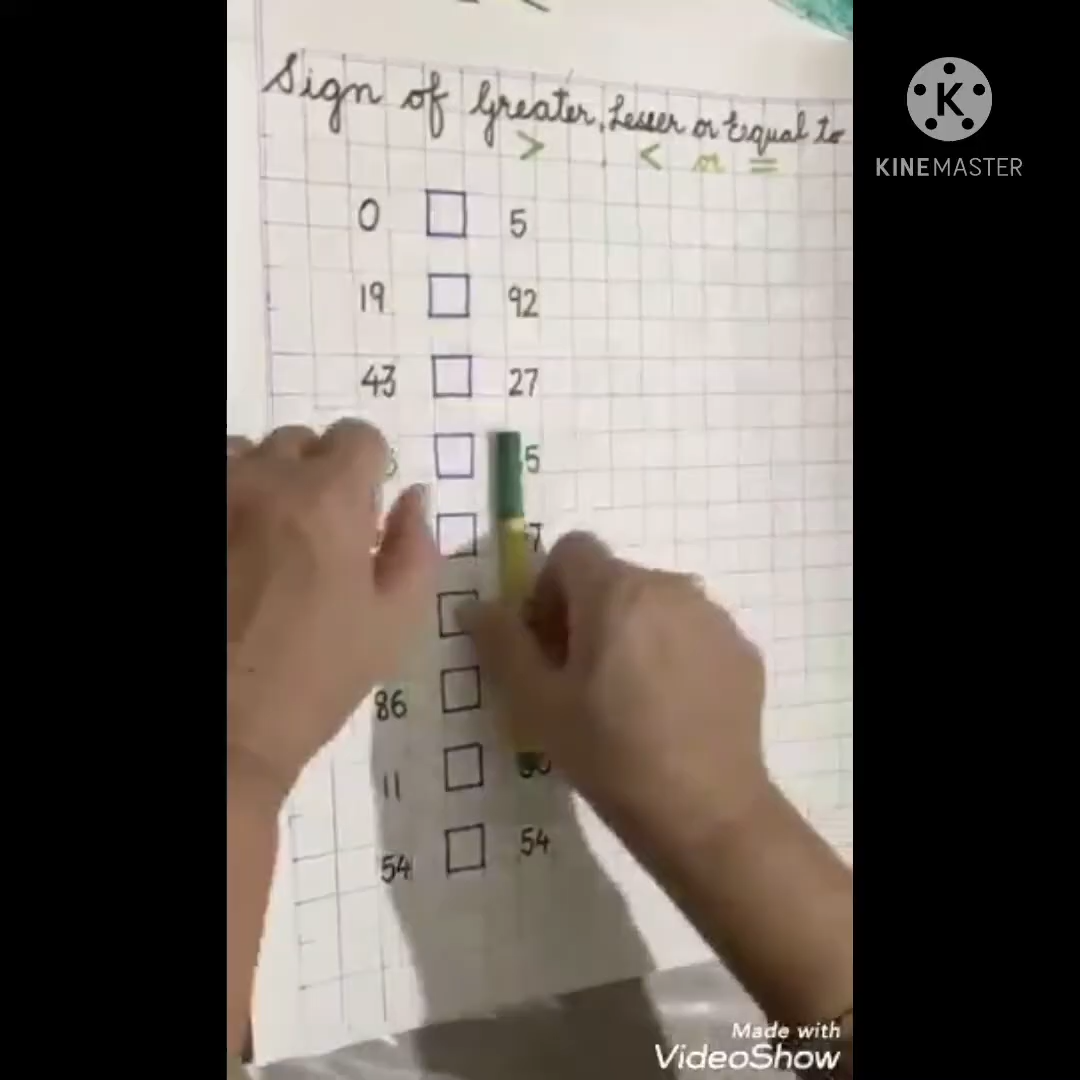 Sign of Greater, Lesser or Equal to
> , < or =
0 5
19 92
43 27
5
7
86
11
54 54
KINEMASTER
Made with
VideoShow